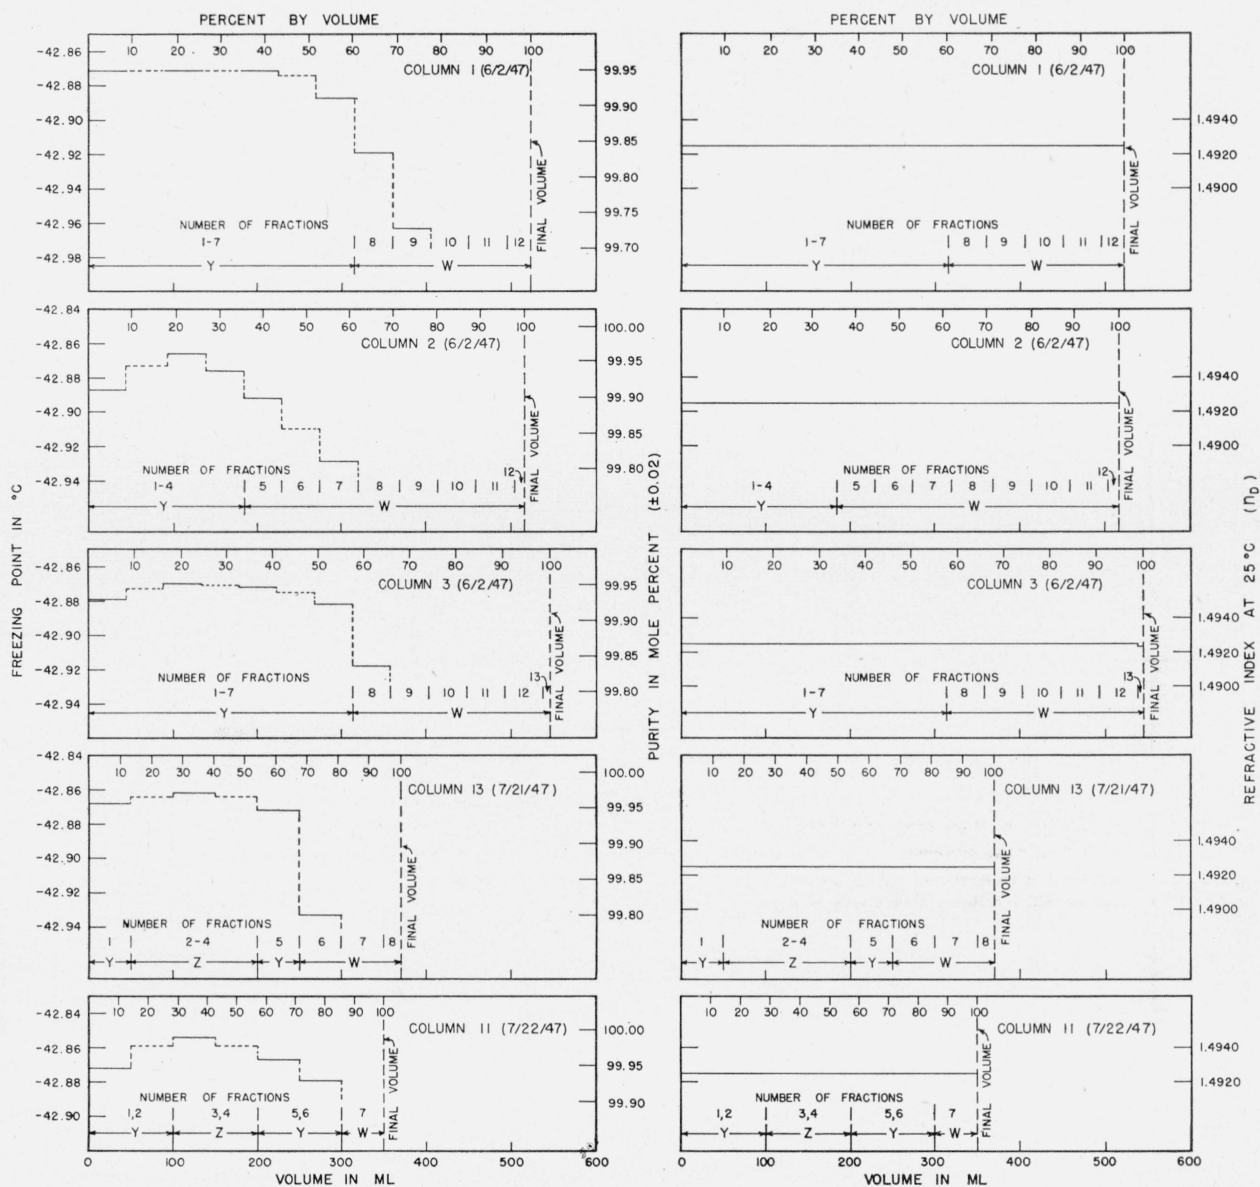 PERCENT BY VOLUME
10 20 30 40 50 60 70 80 90 100
COLUMN 1 (6/2/47)
-42.86
-42.88
-42.90
-42.92
-42.94
-42.96
-42.98
99.95
99.90
99.85
99.80
99.75
99.70
NUMBER OF FRACTIONS
1-7 8 9 10 11 12
Y W
FINAL VOLUME
PERCENT BY VOLUME
10 20 30 40 50 60 70 80 90 100
COLUMN 1 (6/2/47)
1.4940
1.4920
1.4900
NUMBER OF FRACTIONS
1-7 8 9 10 11 12
Y W
FINAL VOLUME
10 20 30 40 50 60 70 80 90 100
COLUMN 2 (6/2/47)
-42.84
-42.86
-42.88
-42.90
-42.92
-42.94
100.00
99.95
99.90
99.85
99.80
NUMBER OF FRACTIONS
12
1-4 5 6 7 8 9 10 11
Y W
FINAL VOLUME
10 20 30 40 50 60 70 80 90 100
COLUMN 2 (6/2/47)
1.4940
1.4920
1.4900
NUMBER OF FRACTIONS
12
1-4 5 6 7 8 9 10 11
Y W
FINAL VOLUME
10 20 30 40 50 60 70 80 90 100
COLUMN 3 (6/2/47)
-42.86
-42.88
-42.90
-42.92
-42.94
99.95
99.90
99.85
99.80
NUMBER OF FRACTIONS
13
1-7 8 9 10 11 12
Y W
FINAL VOLUME
10 20 30 40 50 60 70 80 90 100
COLUMN 3 (6/2/47)
1.4940
1.4920
1.4900
NUMBER OF FRACTIONS
13
1-7 8 9 10 11 12
Y W
FINAL VOLUME
10 20 30 40 50 60 70 80 90 100
COLUMN 13 (7/21/47)
-42.84
-42.86
-42.88
-42.90
-42.92
-42.94
100.00
99.95
99.90
99.85
99.80
NUMBER OF FRACTIONS
1 2-4 5 6 7 8
Y Z Y W
FINAL VOLUME
10 20 30 40 50 60 70 80 90 100
COLUMN 13 (7/21/47)
1.4940
1.4920
1.4900
NUMBER OF FRACTIONS
1 2-4 5 6 7 8
Y Z Y W
FINAL VOLUME
10 20 30 40 50 60 70 80 90 100
COLUMN 11 (7/22/47)
-42.84
-42.86
-42.88
-42.90
100.00
99.95
99.90
NUMBER OF FRACTIONS
1,2 3,4 5,6 7
Y Z Y W
FINAL VOLUME
0 100 200 300 400 500 600
VOLUME IN ML
10 20 30 40 50 60 70 80 90 100
COLUMN 11 (7/22/47)
1.4940
1.4920
NUMBER OF FRACTIONS
1,2 3,4 5,6 7
Y Z Y W
FINAL VOLUME
0 100 200 300 400 500 600
VOLUME IN ML
FREEZING POINT IN °C
PURITY IN MOLE PERCENT (±0.02)
REFRACTIVE INDEX AT 25°C (nD)